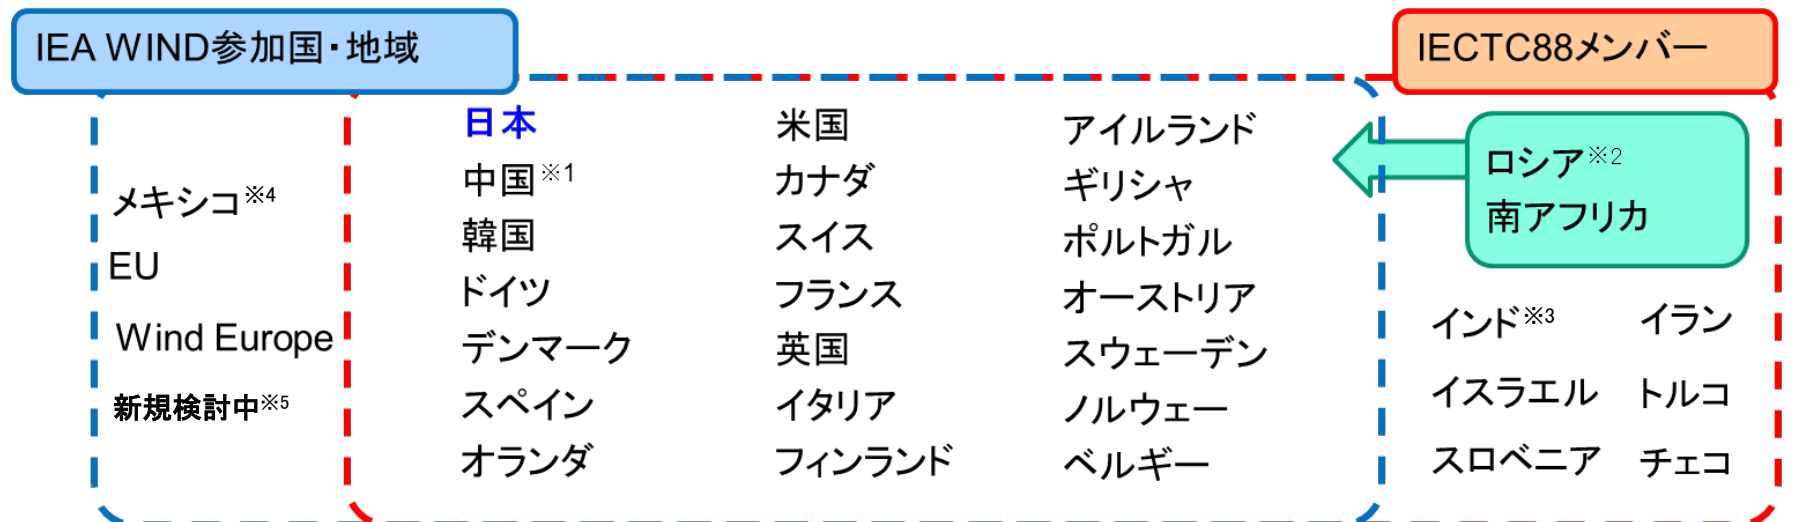 IEA WIND参加国・地域
IECTC88メンバー
メキシコ※4
EU
Wind Europe
新規検討中※5
日本
中国※1
韓国
ドイツ
デンマーク
スペイン
オランダ
米国
カナダ
スイス
フランス
英国
イタリア
フィンランド
アイルランド
ギリシャ
ポルトガル
オーストリア
スウェーデン
ノルウェー
ベルギー
ロシア※2
南アフリカ
インド※3 イラン
イスラエル トルコ
スロベニア チェコ